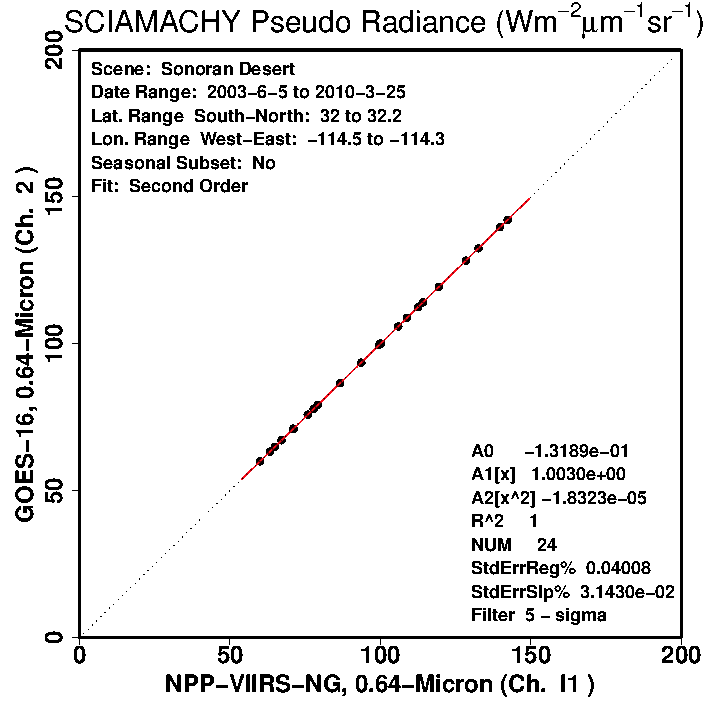 SCIAMACHY Pseudo Radiance (Wm−2μm−1sr−1)
200
Scene: Sonoran Desert
Date Range: 2003−6−5 to 2010−3−25
Lat. Range South−North: 32 to 32.2
Lon. Range West−East: −114.5 to −114.3
Seasonal Subset: No
Fit: Second Order
150
100
50
0
GOES−16, 0.64−Micron (Ch. 2 )
A0 −1.3189e−01
A1[x] 1.0030e+00
A2[x^2] −1.8323e−05
R^2 1
NUM 24
StdErrReg% 0.04008
StdErrSlp% 3.1430e−02
Filter 5 − sigma
0 50 100 150 200
NPP−VIIRS−NG, 0.64−Micron (Ch. I1 )